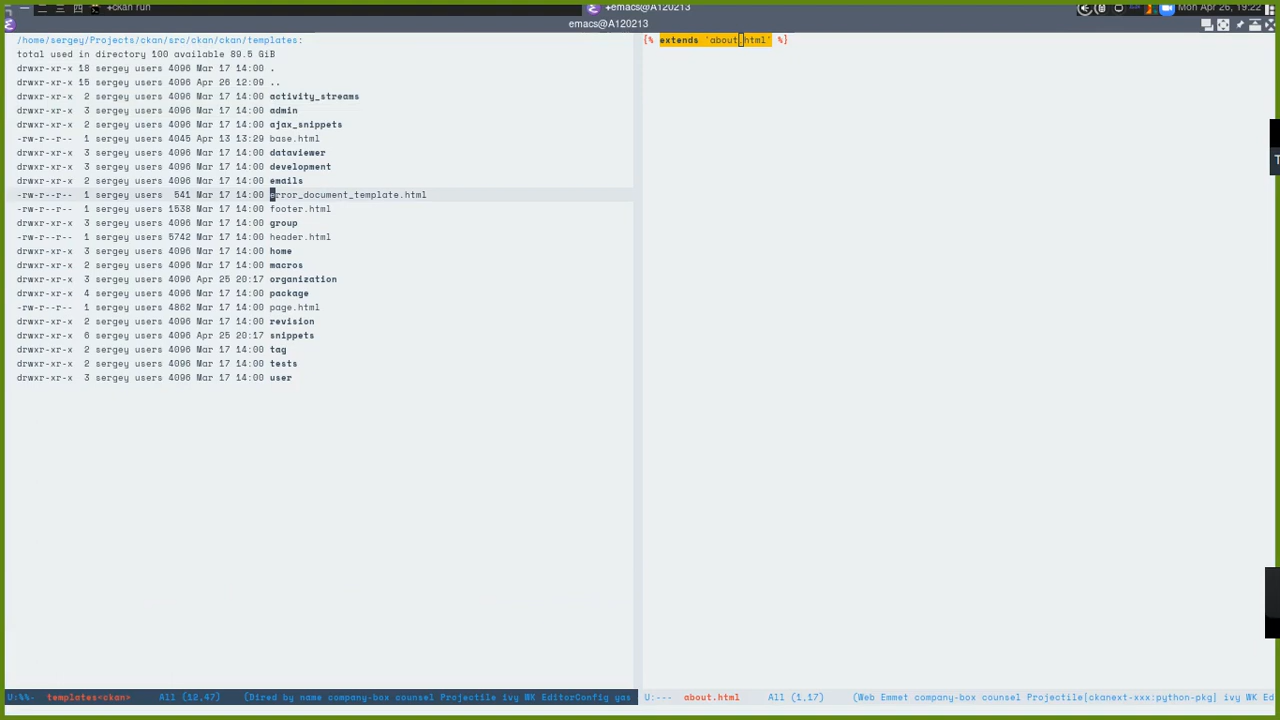 一 二 三 四 +ckan run +emacs@A120213 Mon Apr 26, 19:22
emacs@A120213
/home/sergey/Projects/ckan/src/ckan/ckan/templates:
total used in directory 100 available 89.5 GiB
drwxr-xr-x 18 sergey users 4096 Mar 17 14:00 .
drwxr-xr-x 15 sergey users 4096 Apr 26 12:09 ..
drwxr-xr-x 2 sergey users 4096 Mar 17 14:00 activity_streams
drwxr-xr-x 3 sergey users 4096 Mar 17 14:00 admin
drwxr-xr-x 2 sergey users 4096 Mar 17 14:00 ajax_snippets
-rw-r--r-- 1 sergey users 4045 Apr 13 13:29 base.html
drwxr-xr-x 2 sergey users 4096 Mar 17 14:00 dataviewer
drwxr-xr-x 3 sergey users 4096 Mar 17 14:00 development
drwxr-xr-x 2 sergey users 4096 Mar 17 14:00 emails
-rw-r--r-- 1 sergey users 541 Mar 17 14:00 error_document_template.html
-rw-r--r-- 1 sergey users 1538 Mar 17 14:00 footer.html
drwxr-xr-x 3 sergey users 4096 Mar 17 14:00 group
-rw-r--r-- 1 sergey users 5742 Mar 17 14:00 header.html
drwxr-xr-x 3 sergey users 4096 Mar 17 14:00 home
drwxr-xr-x 2 sergey users 4096 Mar 17 14:00 macros
drwxr-xr-x 3 sergey users 4096 Apr 25 20:17 organization
drwxr-xr-x 4 sergey users 4096 Mar 17 14:00 package
-rw-r--r-- 1 sergey users 4862 Mar 17 14:00 page.html
drwxr-xr-x 2 sergey users 4096 Mar 17 14:00 revision
drwxr-xr-x 6 sergey users 4096 Apr 25 20:17 snippets
drwxr-xr-x 2 sergey users 4096 Mar 17 14:00 tag
drwxr-xr-x 2 sergey users 4096 Mar 17 14:00 tests
drwxr-xr-x 3 sergey users 4096 Mar 17 14:00 user
U:%%- templates<ckan> All (12,47) (Dired by name company-box counsel Projectile ivy WK EditorConfig yas
{% extends 'about.html' %}
U:--- about.html All (1,17) (Web Emmet company-box counsel Projectile[ckanext-xxx:python-pkg] ivy WK Ed